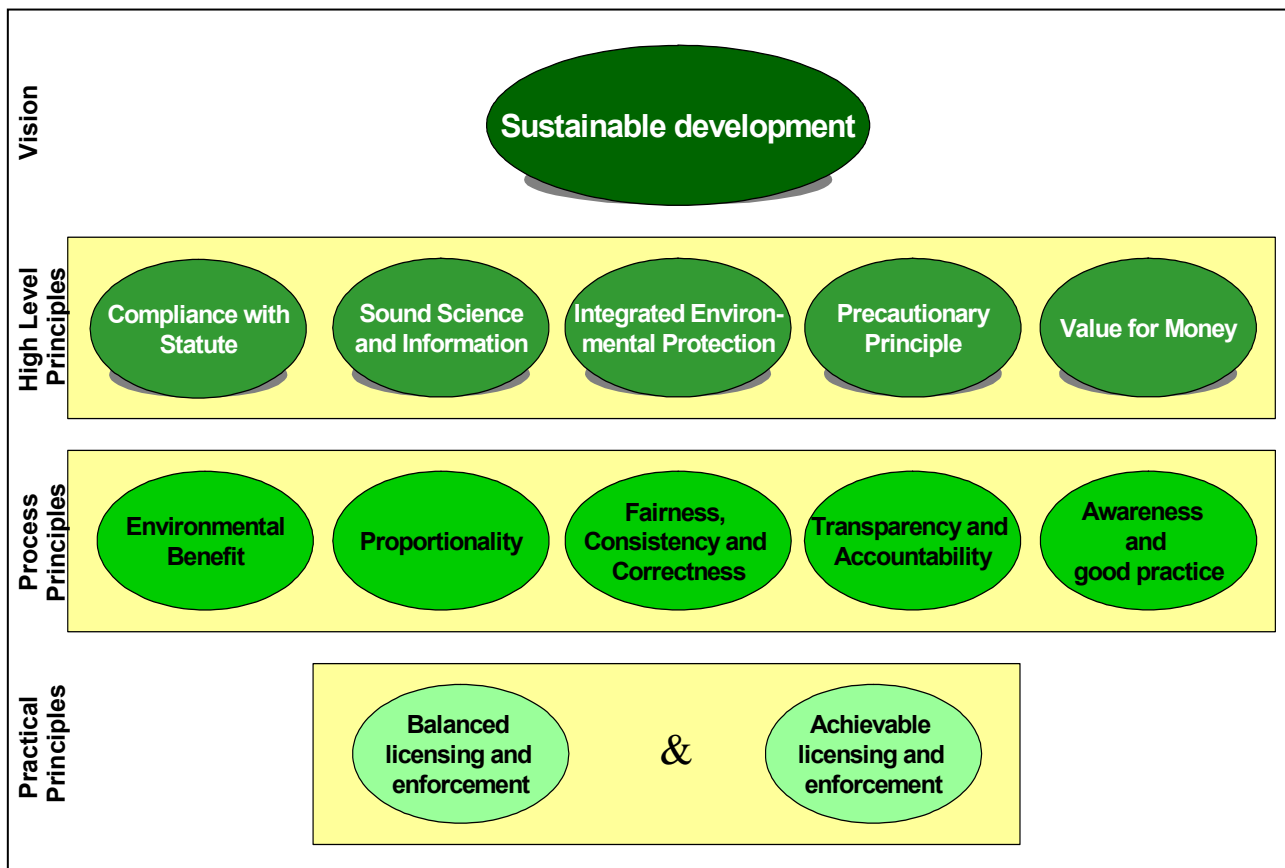 Vision
Sustainable development
High Level
Principles
Compliance with
Statute
Sound Science
and Information
Integrated Environ-
mental Protection
Precautionary
Principle
Value for Money
Process
Principles
Environmental
Benefit
Proportionality
Fairness,
Consistency and
Correctness
Transparency and
Accountability
Awareness
and
good practice
Practical
Principles
Balanced
licensing and
enforcement
&
Achievable
licensing and
enforcement